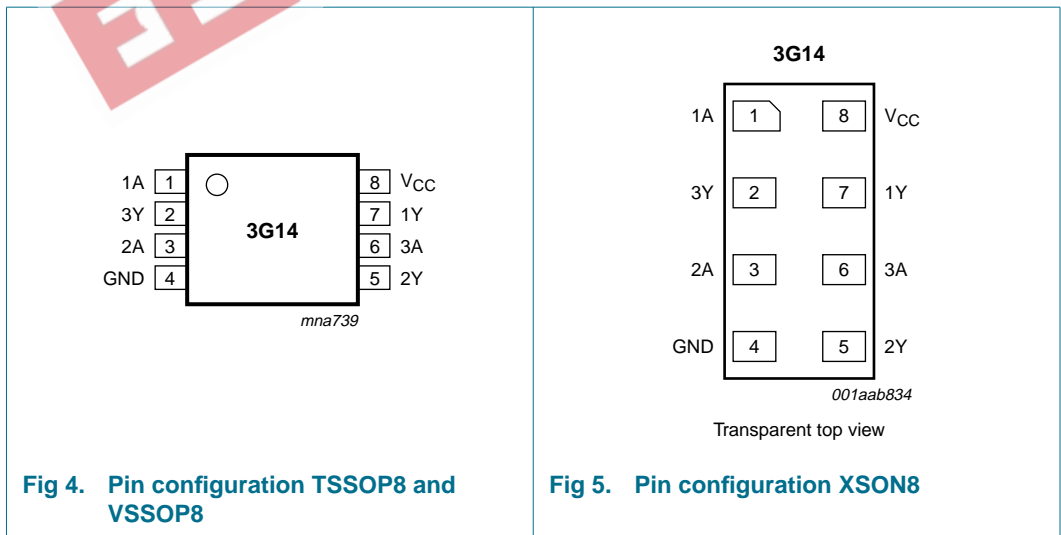 1A 1 8 VCC
3Y 2 7 1Y
2A 3 3G14 6 3A
GND 4 5 2Y
mna739
Fig 4. Pin configuration TSSOP8 and
VSSOP8
3G14
1A 1 8 VCC
3Y 2 7 1Y
2A 3 6 3A
GND 4 5 2Y
001aab834
Transparent top view
Fig 5. Pin configuration XSON8